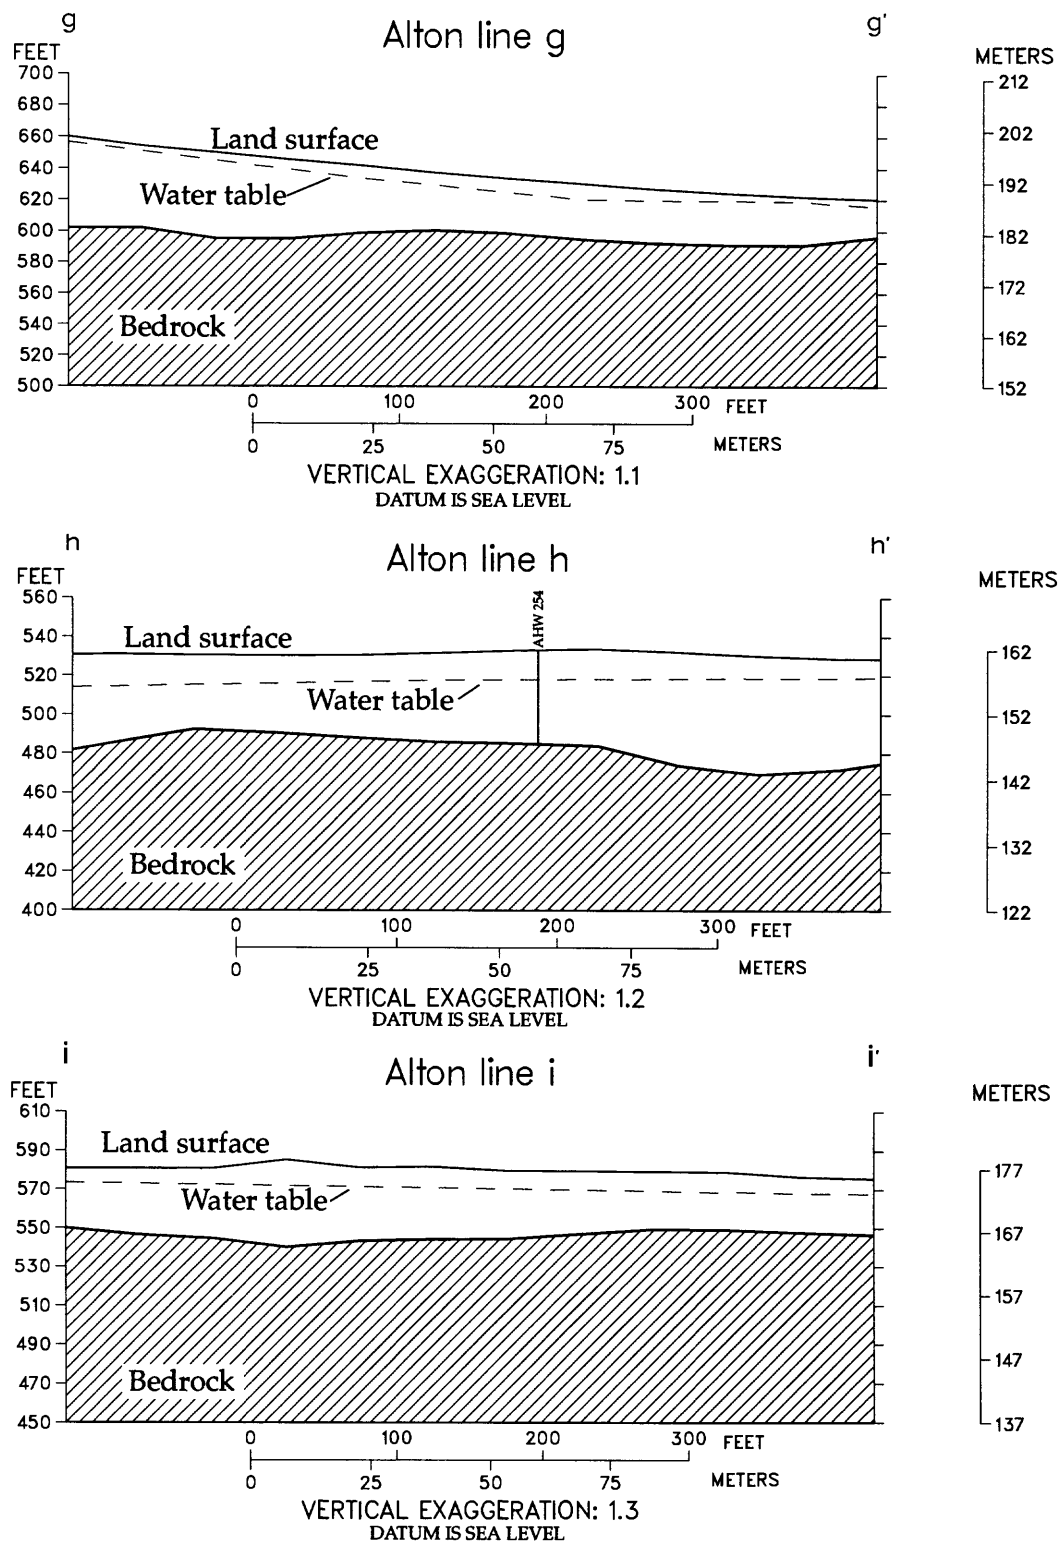 g Alton line g g'
FEET METERS
700
680
660
640
620
600
580
560
540
520
500
212
202
192
182
172
162
152
Land surface
Water table
Bedrock
0 100 200 300 FEET
0 25 50 75 METERS
VERTICAL EXAGGERATION: 1.1
DATUM IS SEA LEVEL
h Alton line h h'
FEET METERS
560
540
520
500
480
460
440
420
400
162
152
142
132
122
AHW 254
Land surface
Water table
Bedrock
0 100 200 300 FEET
0 25 50 75 METERS
VERTICAL EXAGGERATION: 1.2
DATUM IS SEA LEVEL
i Alton line i i'
FEET METERS
610
590
570
550
530
510
490
470
450
177
167
157
147
137
Land surface
Water table
Bedrock
0 100 200 300 FEET
0 25 50 75 METERS
VERTICAL EXAGGERATION: 1.3
DATUM IS SEA LEVEL